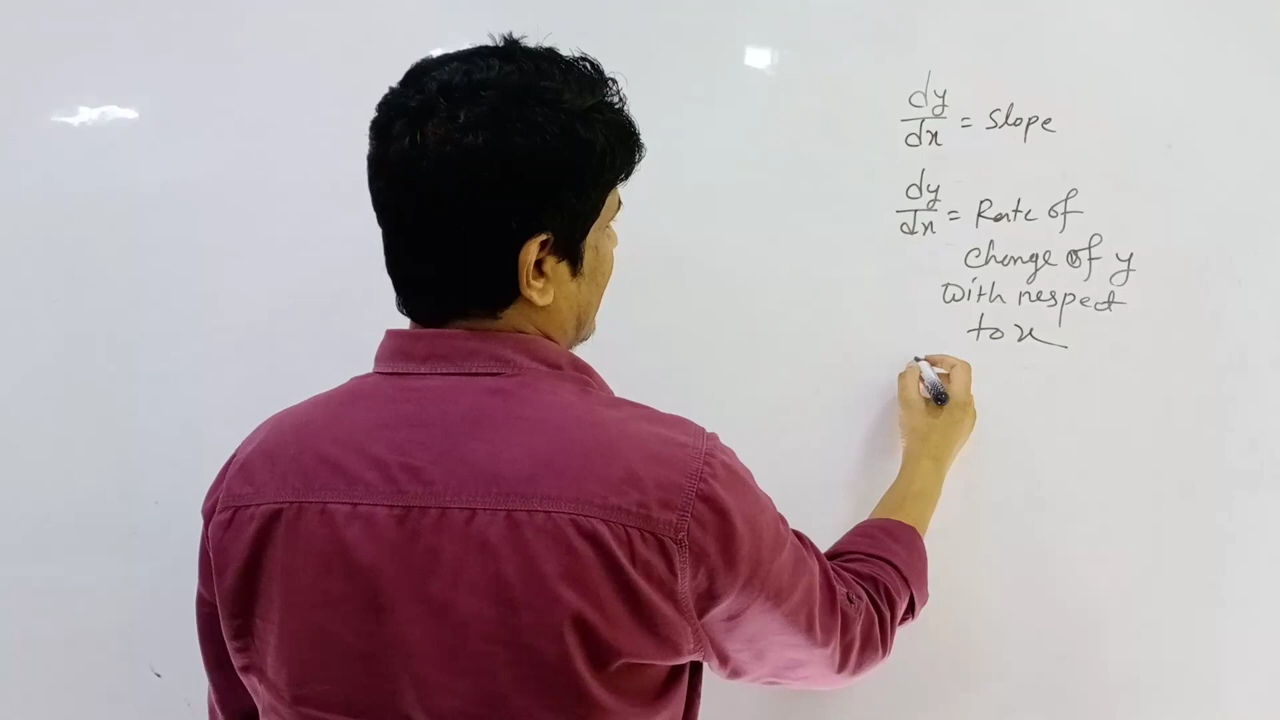 dy/dx = slope
dy/dx = Rate of
change of y
with respect
to x